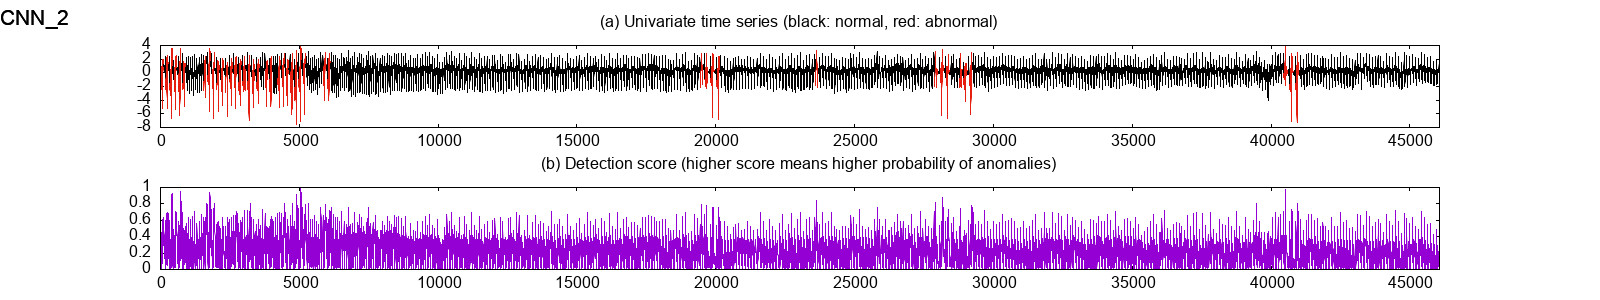 CNN_2
(a) Univariate time series (black: normal, red: abnormal)
4
2
0
-2
-4
-6
-8
0 5000 10000 15000 20000 25000 30000 35000 40000 45000
(b) Detection score (higher score means higher probability of anomalies)
1
0.8
0.6
0.4
0.2
0
0 5000 10000 15000 20000 25000 30000 35000 40000 45000